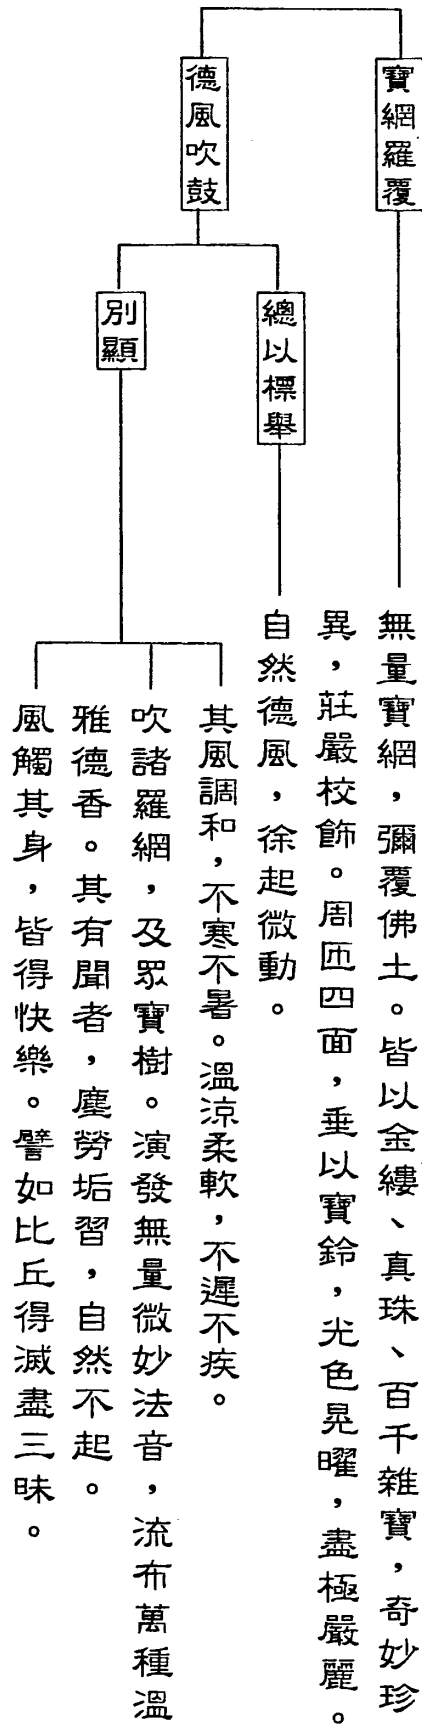 寶網羅覆
無量寶網，彌覆佛土。皆以金縷、真珠、百千雜寶，奇妙珍
異，莊嚴校飾。周匝四面，垂以寶鈴，光色晃曜，盡極嚴麗。
德風吹鼓
總以標舉
自然德風，徐起微動。
別顯
其風調和，不寒不暑。溫涼柔軟，不遲不疾。
吹諸羅網，及眾寶樹。演發無量微妙法音，流布萬種溫
雅德香。其有聞者，塵勞垢習，自然不起。
風觸其身，皆得快樂。譬如比丘得滅盡三昧。